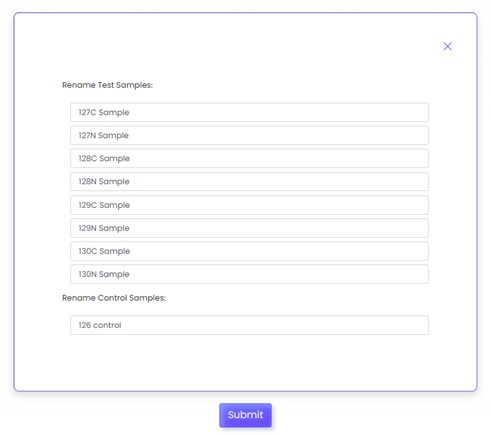 Rename Test Samples:
127C Sample
127N Sample
128C Sample
128N Sample
129C Sample
129N Sample
130C Sample
130N Sample
Rename Control Samples:
126 control
Submit